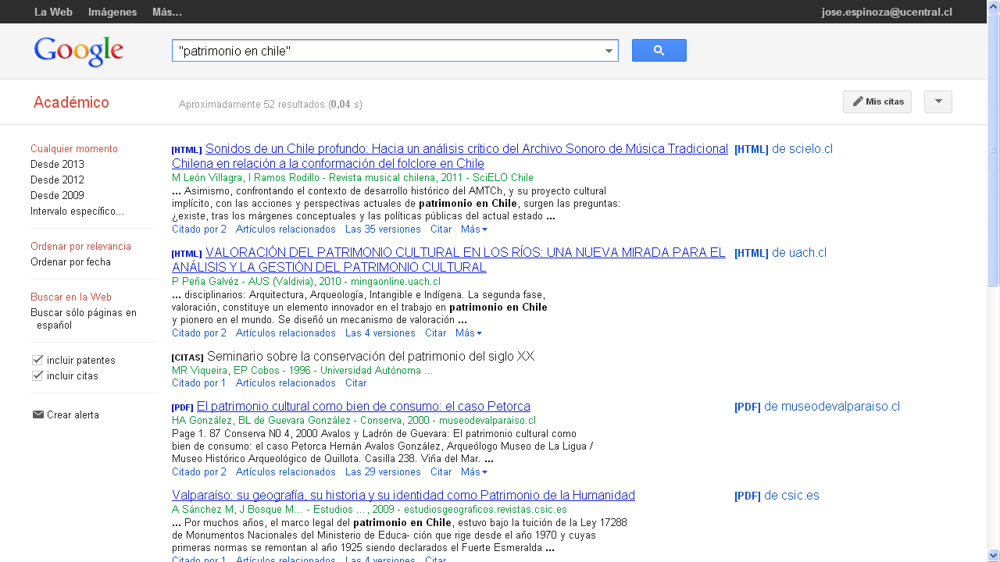 La Web Imágenes Más... jose.espinoza@ucentral.cl
Google "patrimonio en chile"
Académico Aproximadamente 52 resultados (0,04 s) Mis citas
Cualquier momento
Desde 2013
Desde 2012
Desde 2009
Intervalo específico...
Ordenar por relevancia
Ordenar por fecha
Buscar en la Web
Buscar sólo páginas en
español
incluir patentes
incluir citas
Crear alerta
[HTML] Sonidos de un Chile profundo: Hacia un análisis crítico del Archivo Sonoro de Música Tradicional
Chilena en relación a la conformación del folclore en Chile
M León Villagra, I Ramos Rodillo - Revista musical chilena, 2011 - SciELO Chile
... Asimismo, confrontando el contexto de desarrollo histórico del AMTCh, y su proyecto cultural
implícito, con las acciones y perspectivas actuales de patrimonio en Chile, surgen las preguntas:
¿existe, tras los márgenes conceptuales y las políticas públicas del actual estado ...
Citado por 2 Artículos relacionados Las 35 versiones Citar Más
[HTML] de scielo.cl
[HTML] VALORACIÓN DEL PATRIMONIO CULTURAL EN LOS RÍOS: UNA NUEVA MIRADA PARA EL
ANÁLISIS Y LA GESTIÓN DEL PATRIMONIO CULTURAL
P Peña Galvéz - AUS (Valdivia), 2010 - mingaonline.uach.cl
... disciplinarios: Arquitectura, Arqueología, Intangible e Indígena. La segunda fase,
valoración, constituye un elemento innovador en el trabajo en patrimonio en Chile
y pionero en el mundo. Se diseñó un mecanismo de valoración ...
Citado por 2 Artículos relacionados Las 4 versiones Citar Más
[HTML] de uach.cl
[CITAS] Seminario sobre la conservación del patrimonio del siglo XX
MR Viqueira, EP Cobos - 1996 - Universidad Autónoma ...
Citado por 1 Artículos relacionados Citar
[PDF] El patrimonio cultural como bien de consumo: el caso Petorca
HA González, BL de Guevara González - Conserva, 2000 - museodevalparaiso.cl
Page 1. 87 Conserva N0 4, 2000 Avalos y Ladrón de Guevara: El patrimonio cultural como
bien de consumo: el caso Petorca Hernán Avalos González, Arqueólogo Museo de La Ligua /
Museo Histórico Arqueológico de Quillota. Casilla 238. Viña del Mar. ...
Citado por 2 Artículos relacionados Las 29 versiones Citar Más
[PDF] de museodevalparaiso.cl
Valparaíso: su geografía, su historia y su identidad como Patrimonio de la Humanidad
A Sánchez M, J Bosque M... - Estudios ..., 2009 - estudiosgeograficos.revistas.csic.es
... Por muchos años, el marco legal del patrimonio en Chile, estuvo bajo la tuición de la Ley 17288
de Monumentos Nacionales del Ministerio de Educa- ción que rige desde el año 1970 y cuyas
primeras normas se remontan al año 1925 siendo declarados el Fuerte Esmeralda ...
Citado por 1 Artículos relacionados Las 4 versiones Citar
[PDF] de csic.es